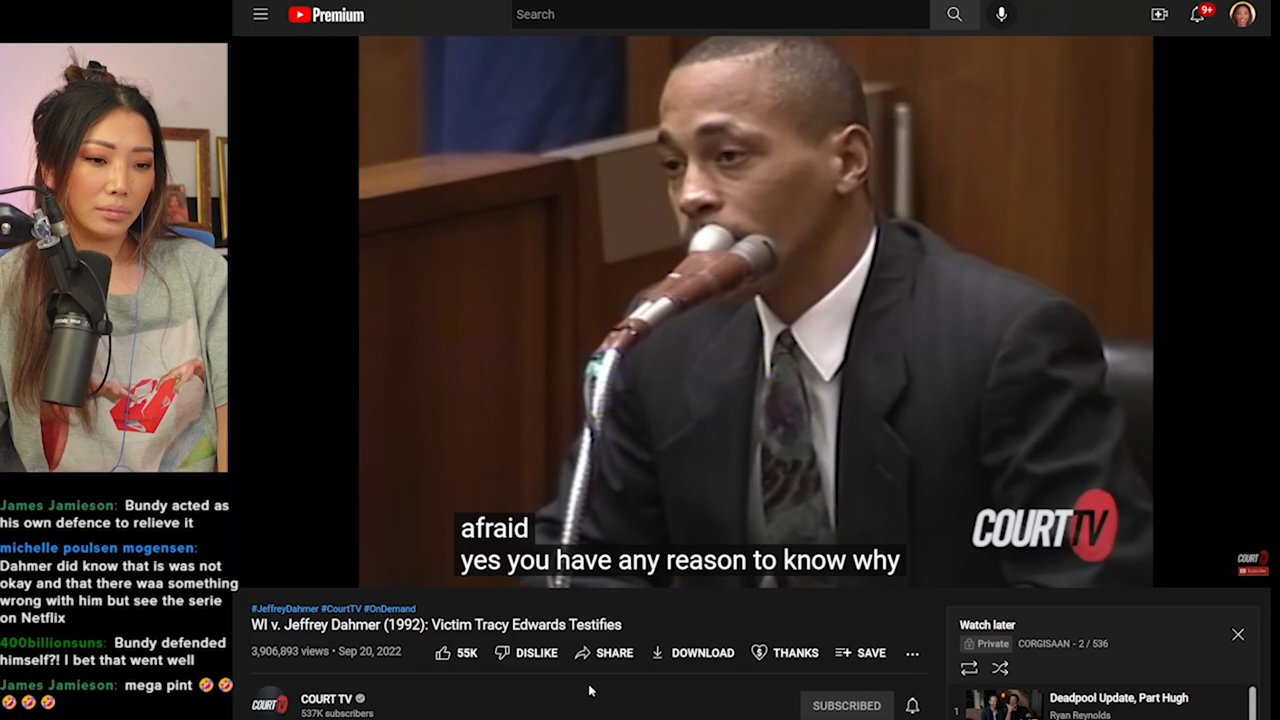 Premium
Search
9+
afraid
yes you have any reason to know why
COURT TV
COURT TV
James Jamieson: Bundy acted as
his own defence to relieve it
michelle poulsen mogensen:
Dahmer did know that is was not
okay and that there waa something
wrong with him but see the serie
on Netflix
400billionsuns: Bundy defended
himself?! I bet that went well
James Jamieson: mega pint 🤣 🤣
🤣 🤣 🤣
#JeffreyDahmer #CourtTV #OnDemand
WI v. Jeffrey Dahmer (1992): Victim Tracy Edwards Testifies
3,906,893 views • Sep 20, 2022
55K
DISLIKE
SHARE
DOWNLOAD
THANKS
SAVE
COURT TV
COURT TV
537K subscribers
SUBSCRIBED
Watch later
Private
CORGISAAN - 2 / 536
1
Deadpool Update, Part Hugh
Ryan Reynolds